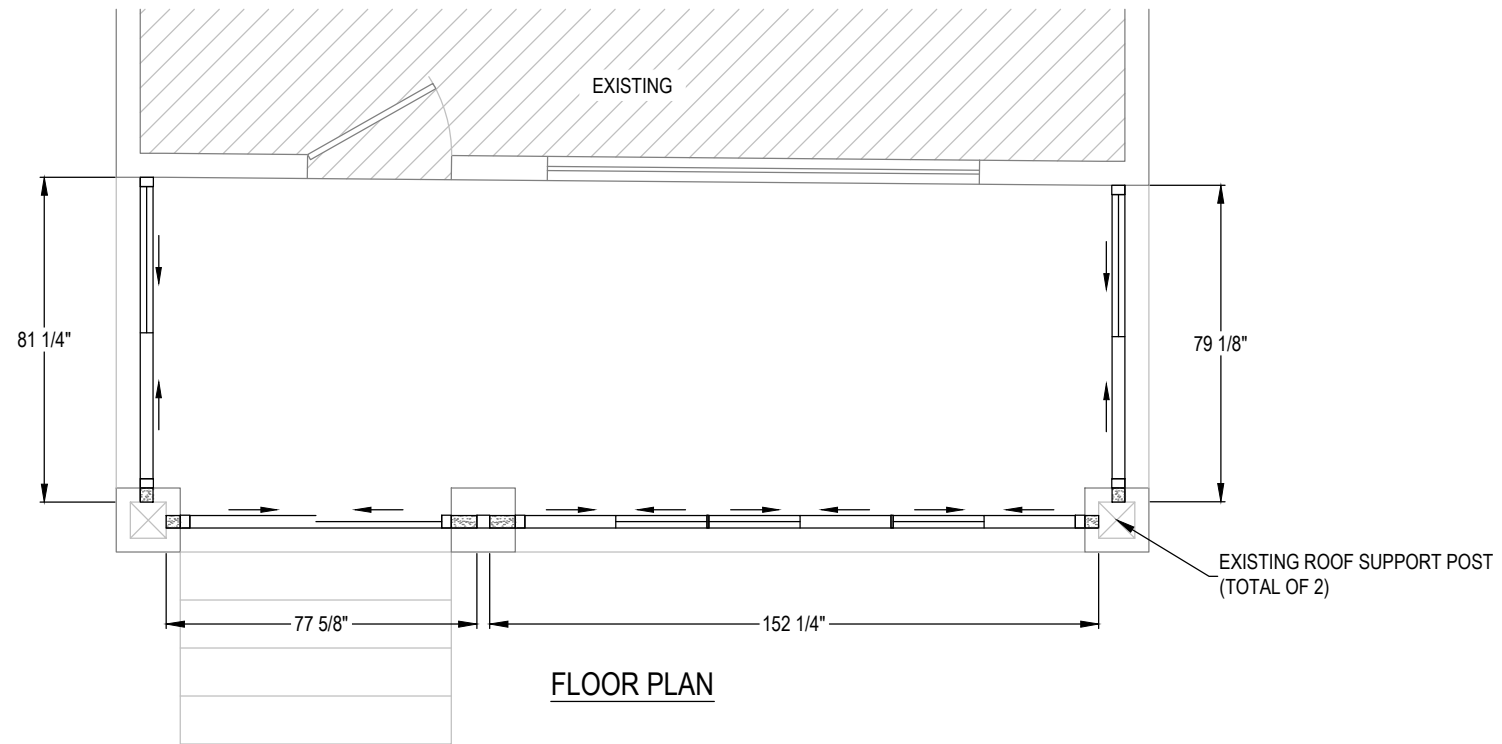 EXISTING
81 1/4"
79 1/8"
EXISTING ROOF SUPPORT POST
(TOTAL OF 2)
77 5/8"
152 1/4"
FLOOR PLAN